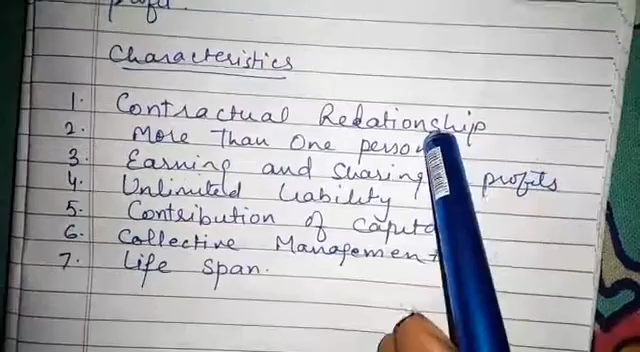 profit.
Characteristics
1. Contractual Relationship
2. More Than One person
3. Earning and Sharing profits
4. Unlimited Liability
5. Contribution of Capital
6. Collective Management
7. Life Span.